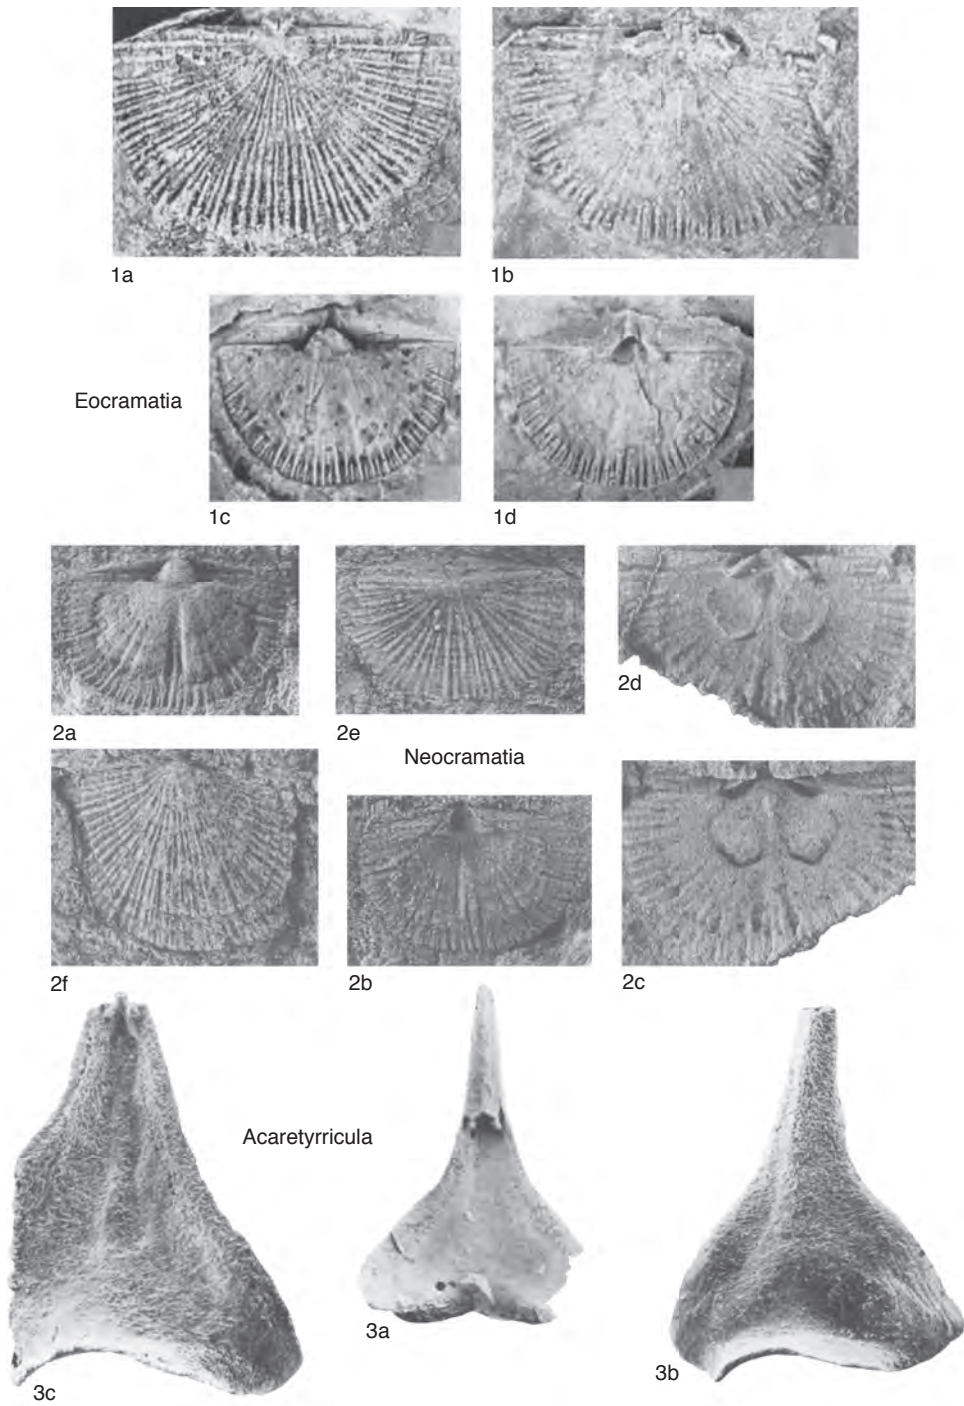 1a
1b
Eocramatia
1c
1d
2a
2e
2d
Neocramatia
2f
2b
2c
Acaretyrricula
3a
3b
3c